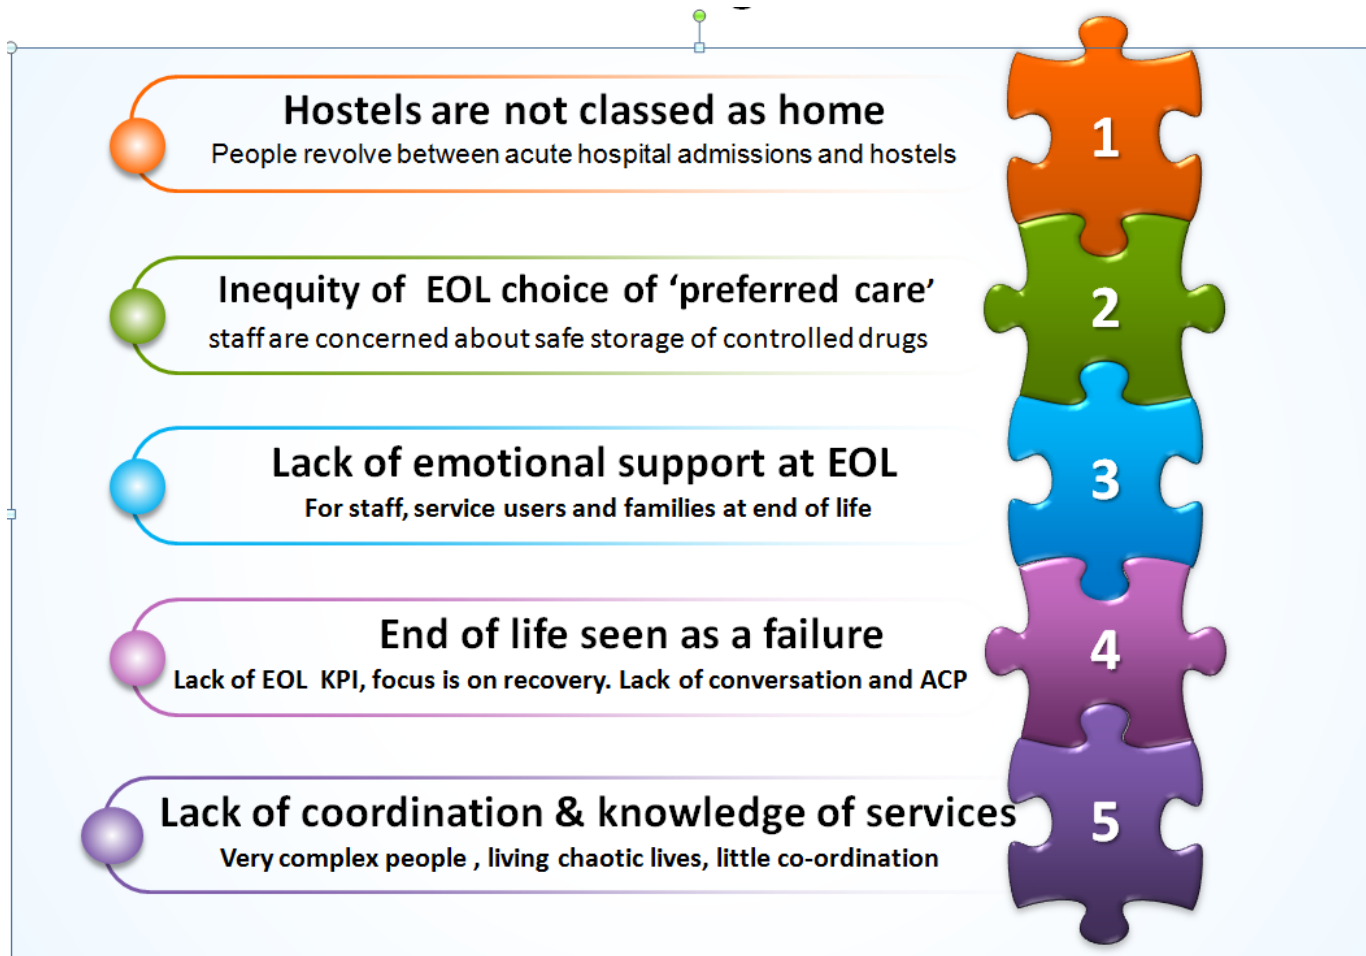 Hostels are not classed as home
People revolve between acute hospital admissions and hostels
1
Inequity of EOL choice of ‘preferred care’
staff are concerned about safe storage of controlled drugs
2
Lack of emotional support at EOL
For staff, service users and families at end of life
3
End of life seen as a failure
Lack of EOL KPI, focus is on recovery. Lack of conversation and ACP
4
Lack of coordination & knowledge of services
Very complex people , living chaotic lives, little co-ordination
5